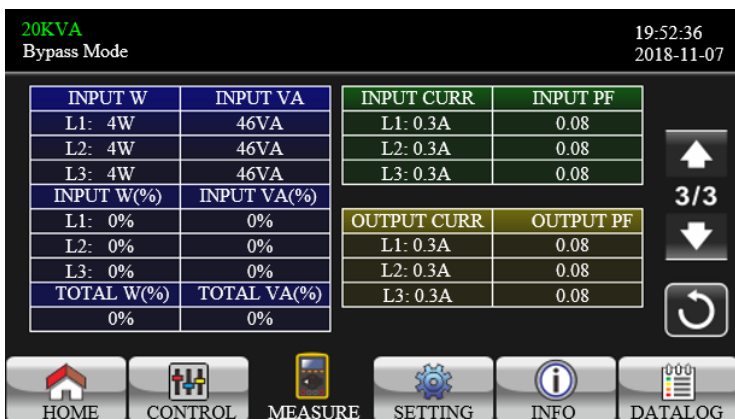 20KVA
19:52:36
Bypass Mode
2018-11-07
INPUT W INPUT VA
L1: 4W 46VA
L2: 4W 46VA
L3: 4W 46VA
INPUT W(%) INPUT VA(%)
L1: 0% 0%
L2: 0% 0%
L3: 0% 0%
TOTAL W(%) TOTAL VA(%)
0% 0%
INPUT CURR INPUT PF
L1: 0.3A 0.08
L2: 0.3A 0.08
L3: 0.3A 0.08
OUTPUT CURR OUTPUT PF
L1: 0.3A 0.08
L2: 0.3A 0.08
L3: 0.3A 0.08
3/3
HOME CONTROL MEASURE SETTING INFO DATALOG